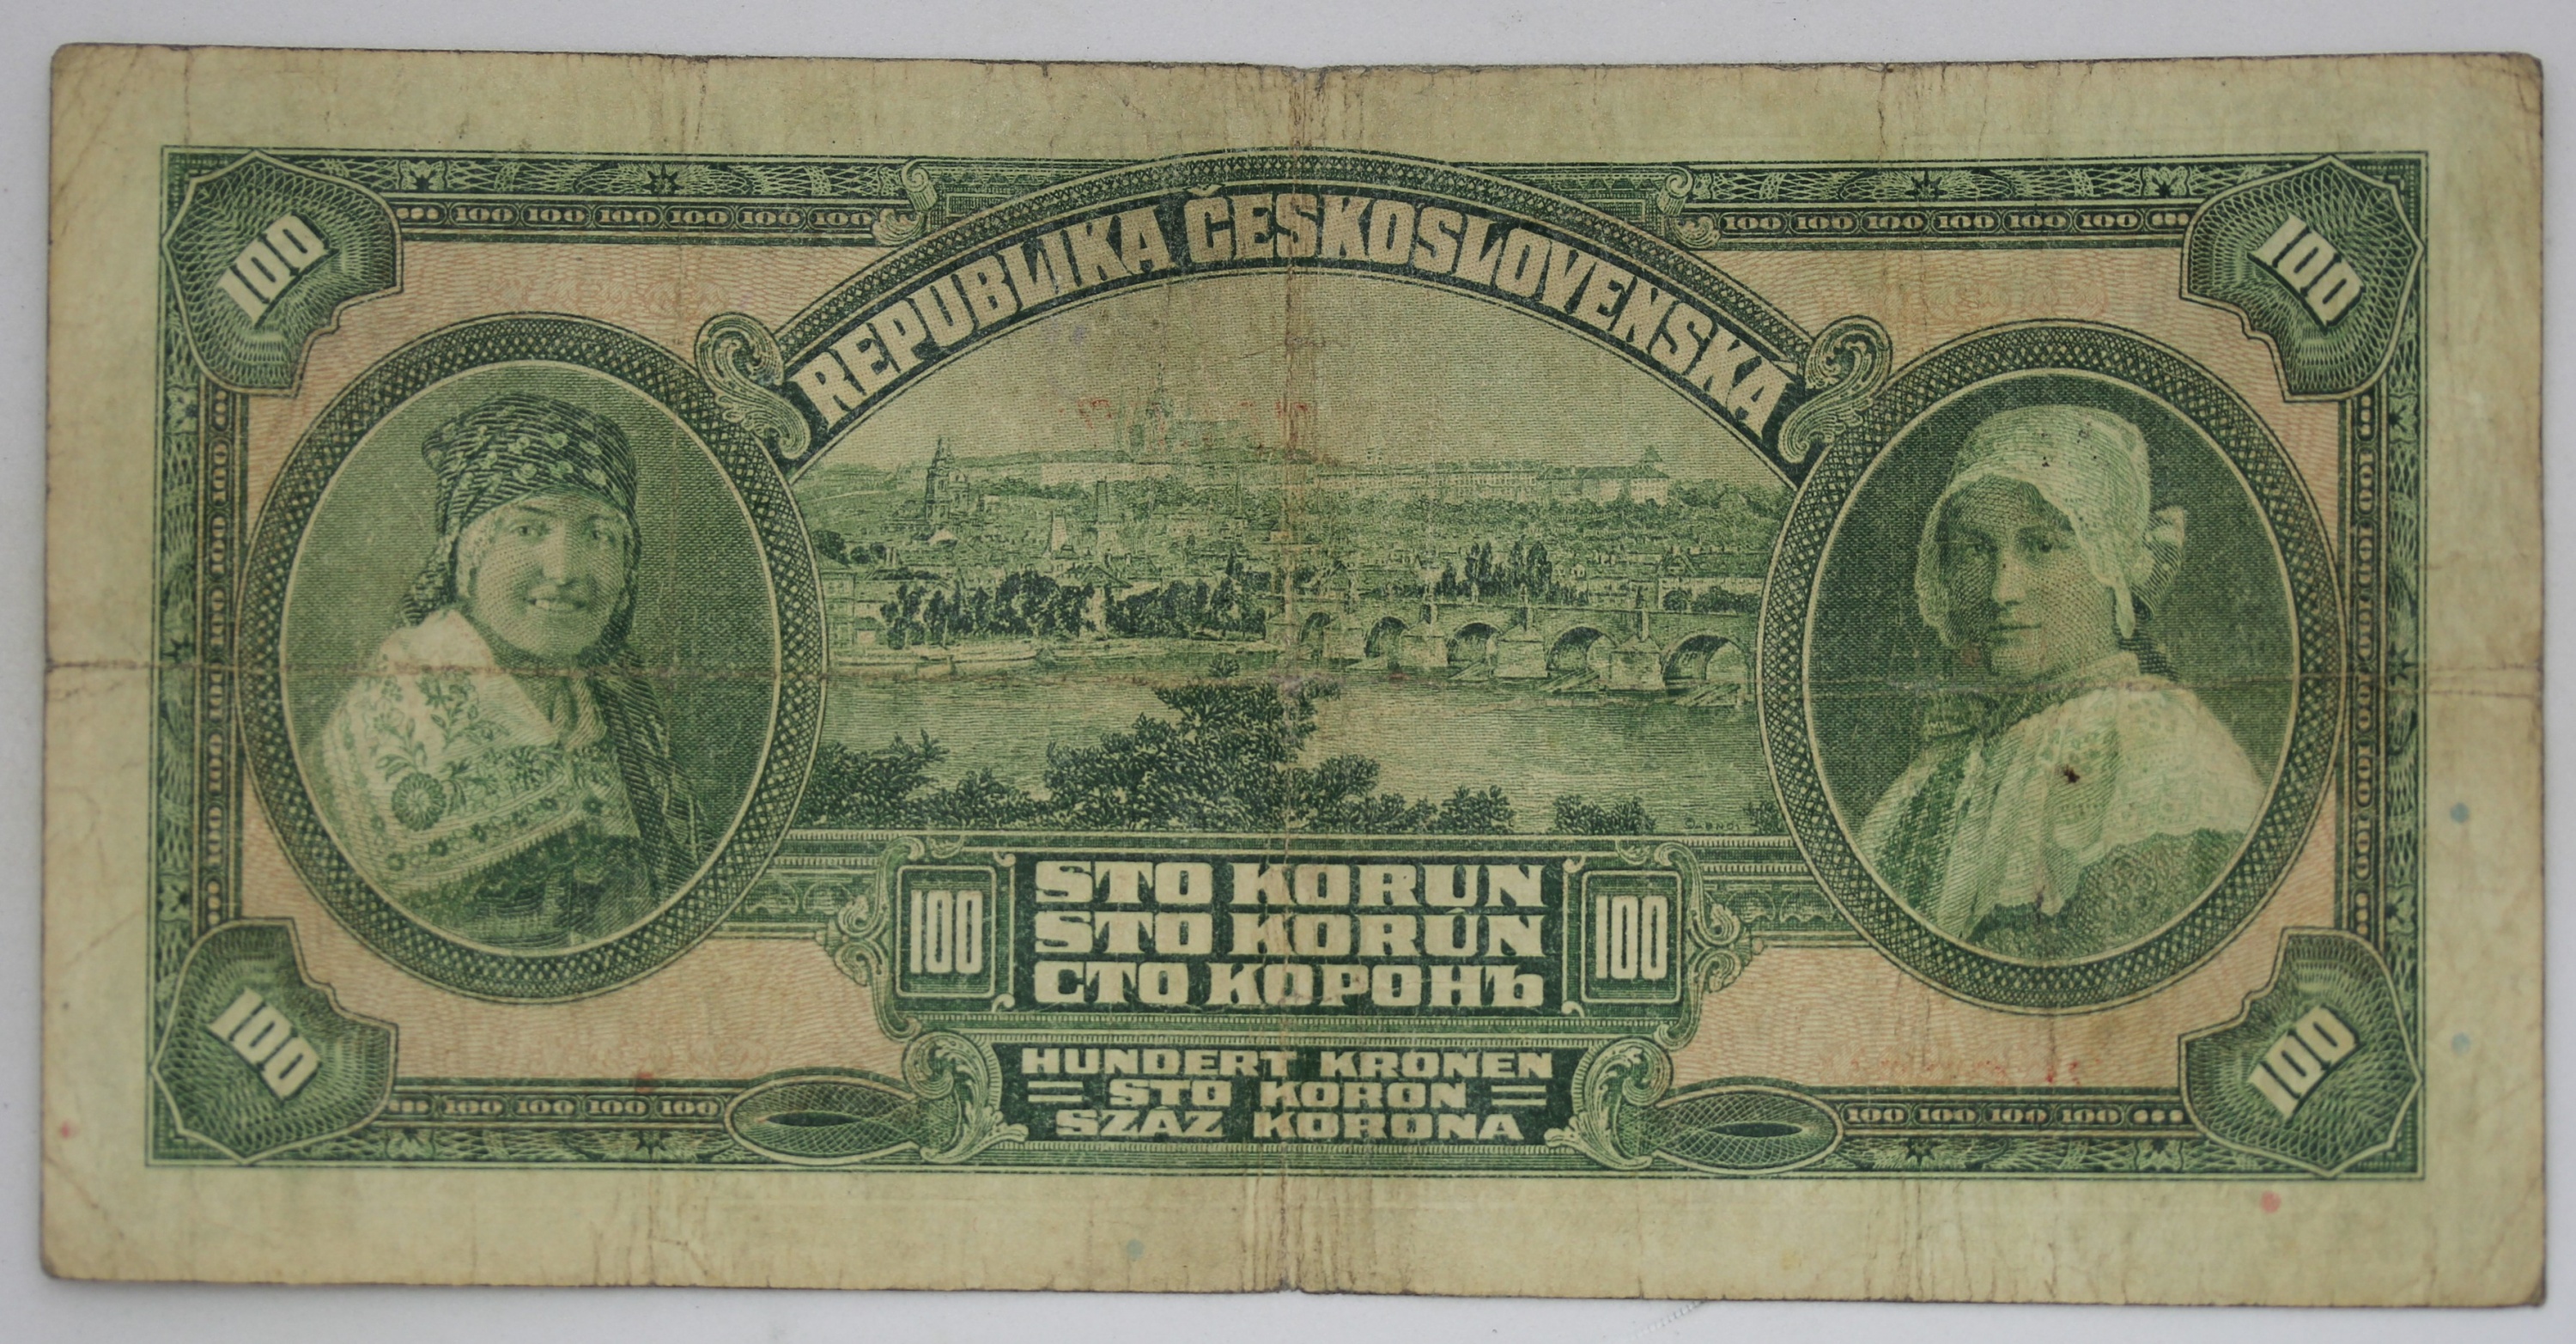 100
100 100 100 100 100 100
REPUBLIKA ČESKOSLOVENSKÁ
100 100 100 100 100 100
100
STO KORUN
100
STO KORÚN
100
СТО КОРОНЪ
HUNDERT KRONEN
STO KORON
SZÁZ KORONA
100
100 100 100 100
100 100 100 100
100